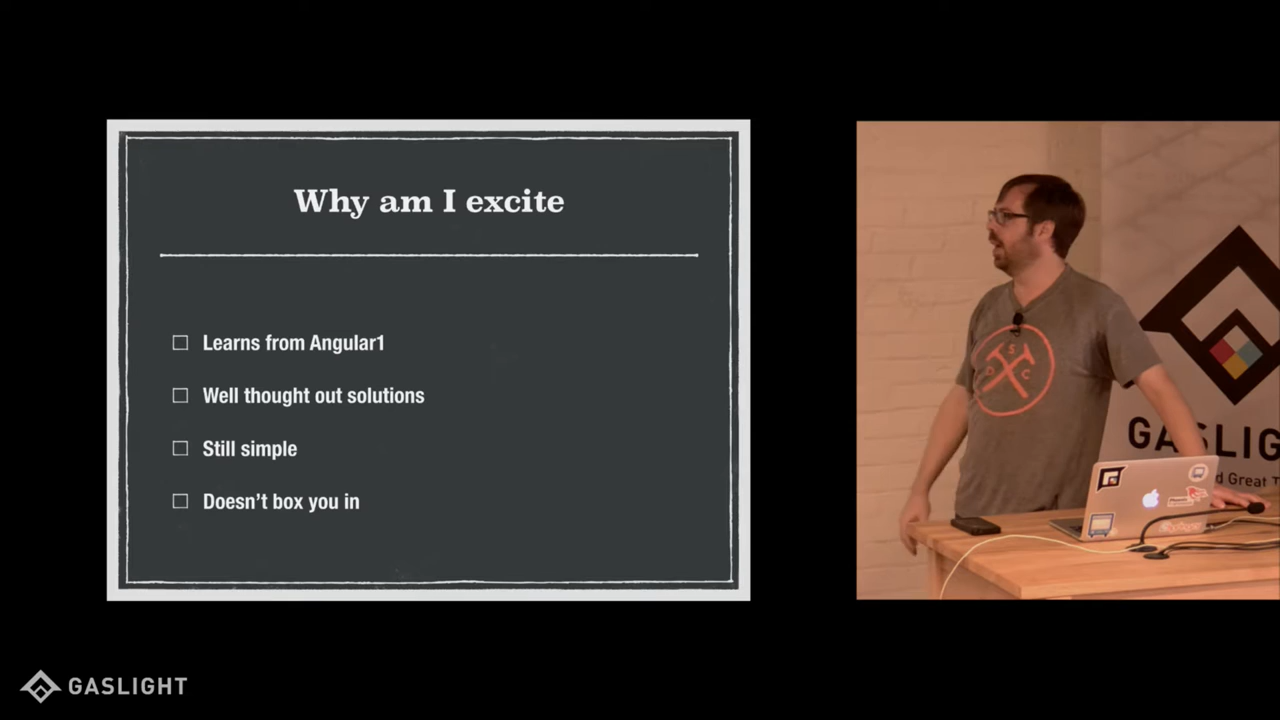 Why am I excite
Learns from Angular1
Well thought out solutions
Still simple
Doesn't box you in
S
D C
GASLIG
d Great T
GASLIGHT